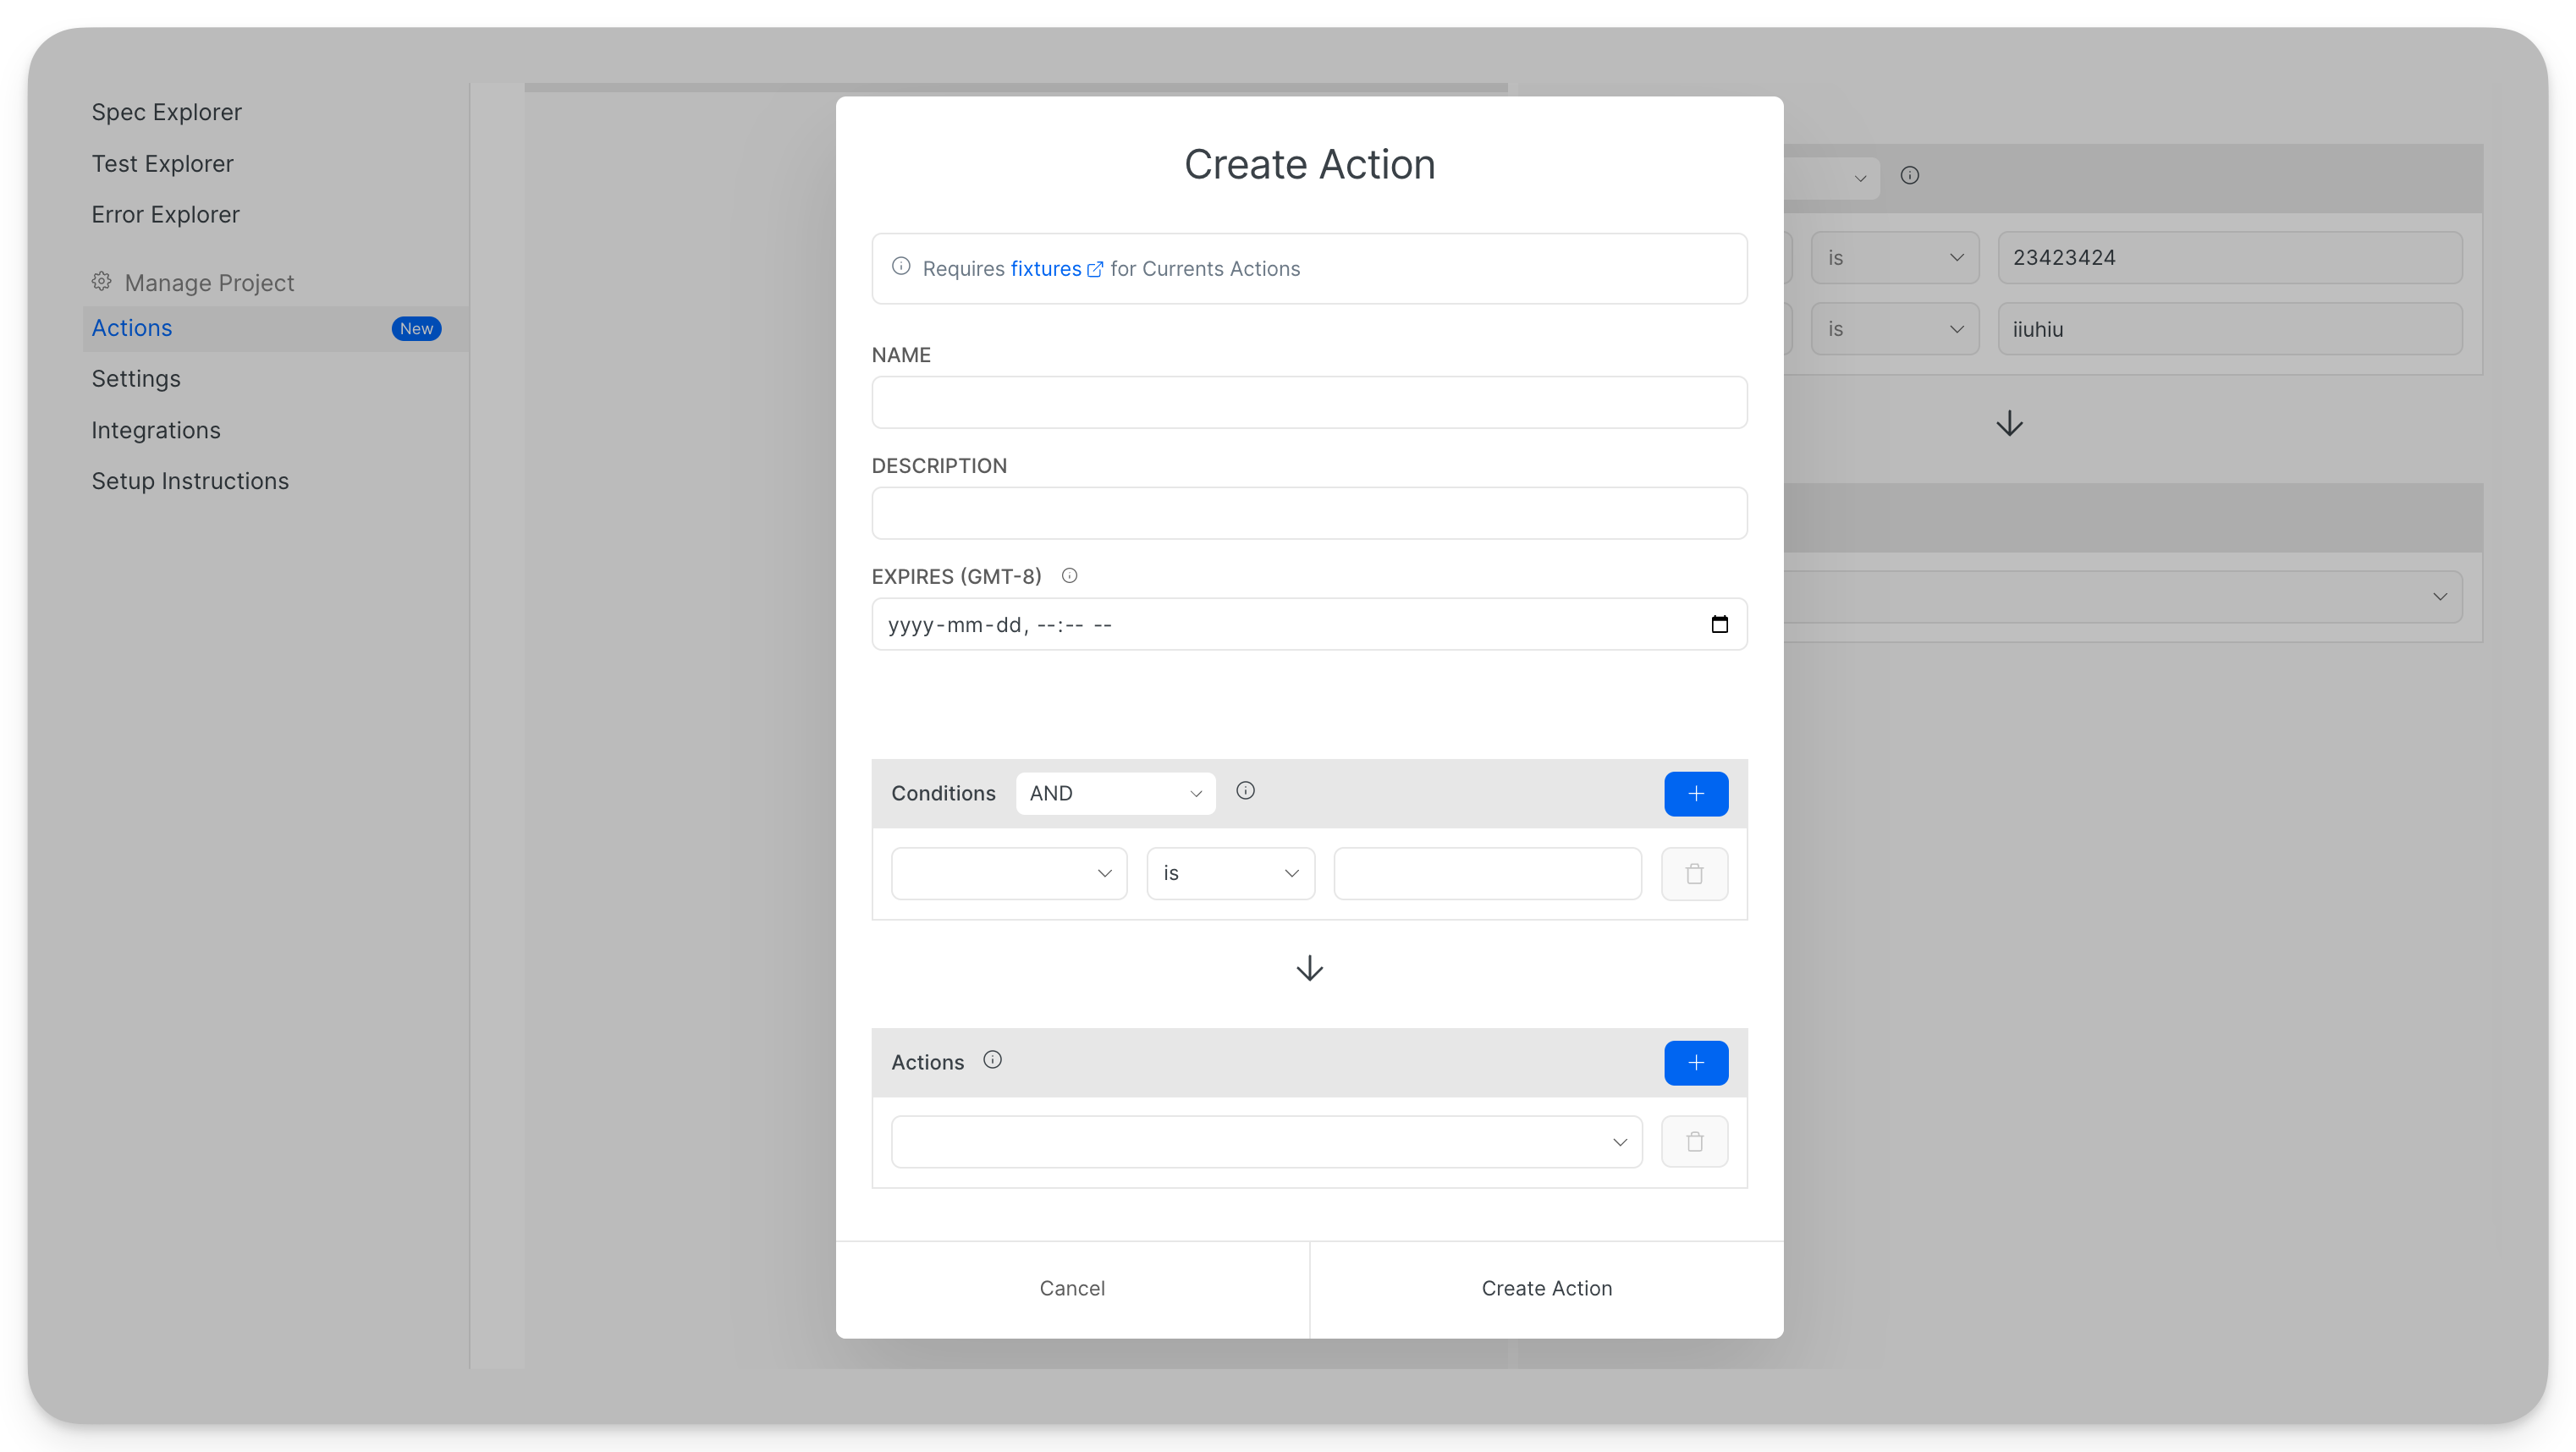 Spec Explorer
Test Explorer
Error Explorer
Manage Project
Actions New
Settings
Integrations
Setup Instructions
Create Action
Requires fixtures for Currents Actions
NAME
DESCRIPTION
EXPIRES (GMT-8)
yyyy-mm-dd, --:-- --
Conditions AND
is
Actions
Cancel Create Action
is 23423424
is iiuhiu